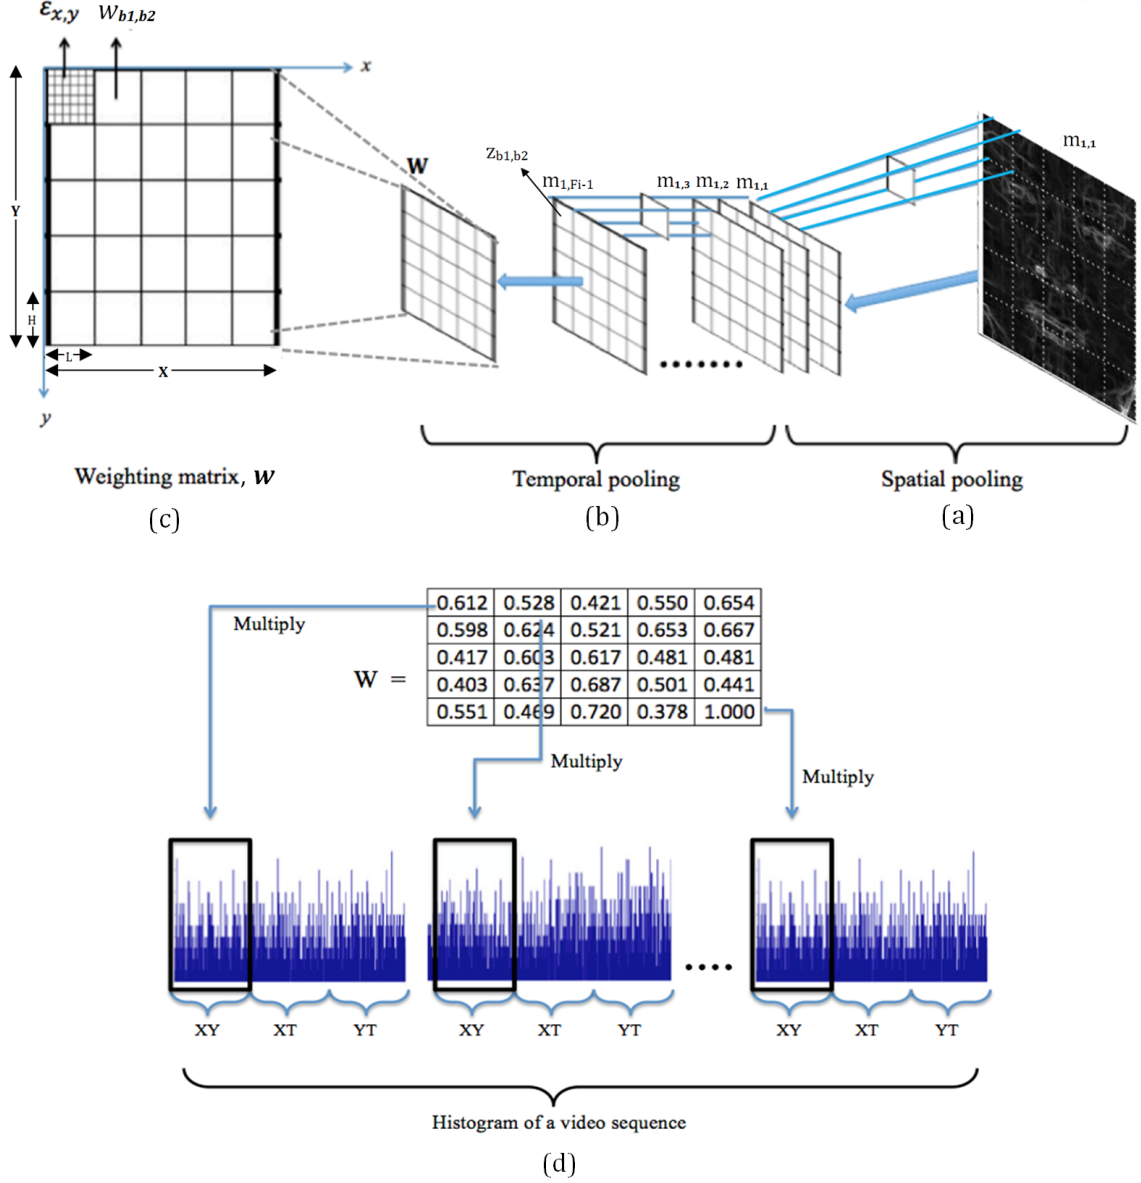 εx,y Wb1,b2
x
Y
H
L
X
y
W
Zb1,b2
m1,Fi-1
m1,3 m1,2 m1,1
m1,1
Weighting matrix, W
Temporal pooling
Spatial pooling
(c)
(b)
(a)
W =
0.612 0.528 0.421 0.550 0.654
0.598 0.624 0.521 0.653 0.667
0.417 0.603 0.617 0.481 0.481
0.403 0.637 0.687 0.501 0.441
0.551 0.469 0.720 0.378 1.000
Multiply
Multiply
Multiply
XY XT YT
XY XT YT
XY XT YT
Histogram of a video sequence
(d)